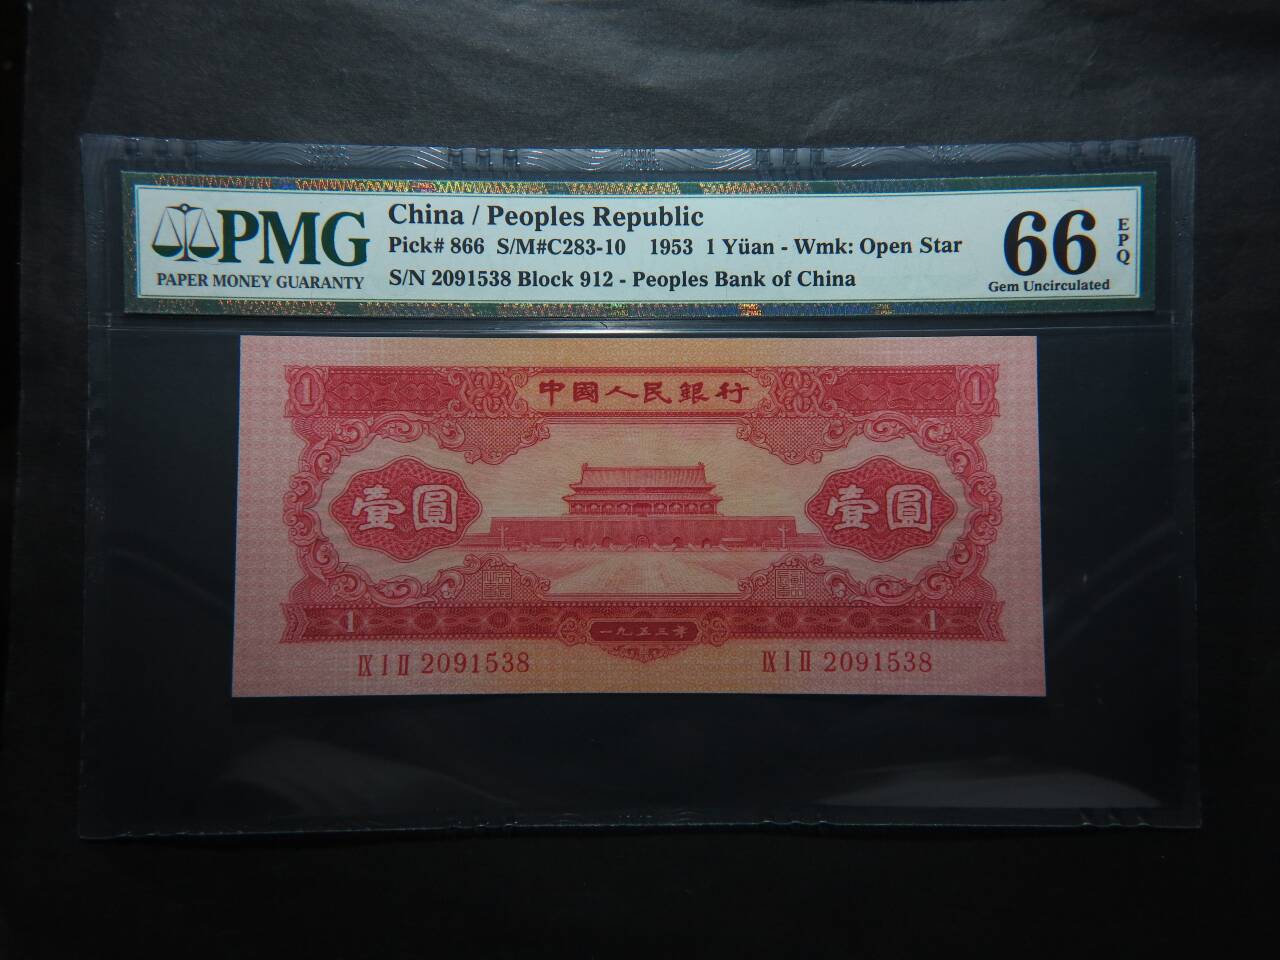 PMG
PAPER MONEY GUARANTY
China / Peoples Republic
Pick# 866 S/M#C283-10 1953 1 Yüan - Wmk: Open Star
S/N 2091538 Block 912 - Peoples Bank of China
66
EPQ
Gem Uncirculated
1 中國人民銀行 1
壹圓 壹圓
1 一九五三年 1
IX I II 2091538 IX I II 2091538